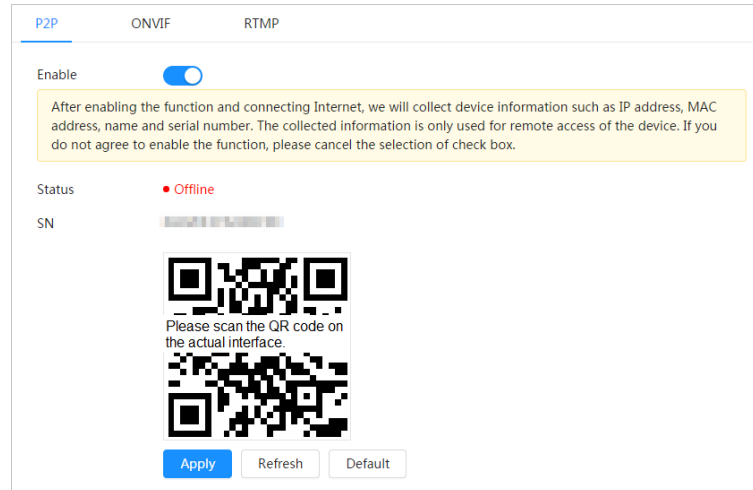 P2P ONVIF RTMP
Enable
After enabling the function and connecting Internet, we will collect device information such as IP address, MAC
address, name and serial number. The collected information is only used for remote access of the device. If you
do not agree to enable the function, please cancel the selection of check box.
Status Offline
SN
Please scan the QR code on
the actual interface.
Apply Refresh Default